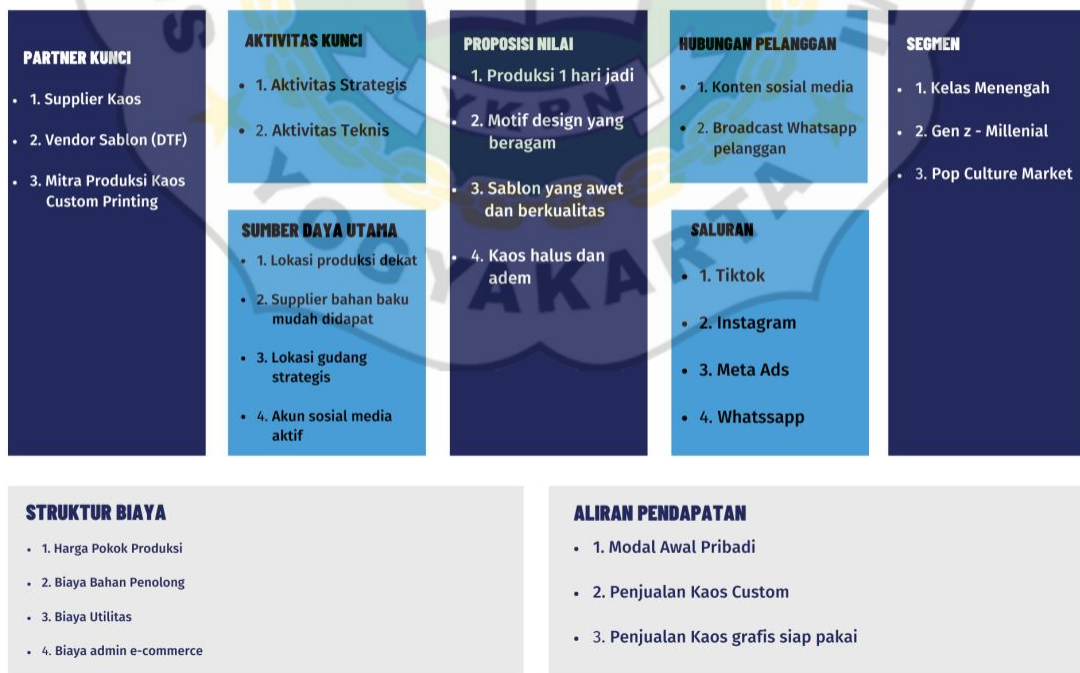 PARTNER KUNCI
• 1. Supplier Kaos
• 2. Vendor Sablon (DTF)
• 3. Mitra Produksi Kaos
Custom Printing
AKTIVITAS KUNCI
• 1. Aktivitas Strategis
• 2. Aktivitas Teknis
SUMBER DAYA UTAMA
• 1. Lokasi produksi dekat
• 2. Supplier bahan baku
mudah didapat
• 3. Lokasi gudang
strategis
• 4. Akun sosial media
aktif
PROPOSISI NILAI
• 1. Produksi 1 hari jadi
• 2. Motif design yang
beragam
• 3. Sablon yang awet
dan berkualitas
• 4. Kaos halus dan
adem
HUBUNGAN PELANGGAN
• 1. Konten sosial media
• 2. Broadcast Whatsapp
pelanggan
SALURAN
• 1. Tiktok
• 2. Instagram
• 3. Meta Ads
• 4. Whatssapp
SEGMEN
• 1. Kelas Menengah
• 2. Gen z - Millenial
• 3. Pop Culture Market
STRUKTUR BIAYA
• 1. Harga Pokok Produksi
• 2. Biaya Bahan Penolong
• 3. Biaya Utilitas
• 4. Biaya admin e-commerce
ALIRAN PENDAPATAN
• 1. Modal Awal Pribadi
• 2. Penjualan Kaos Custom
• 3. Penjualan Kaos grafis siap pakai
YKPN
YOGYAKARTA